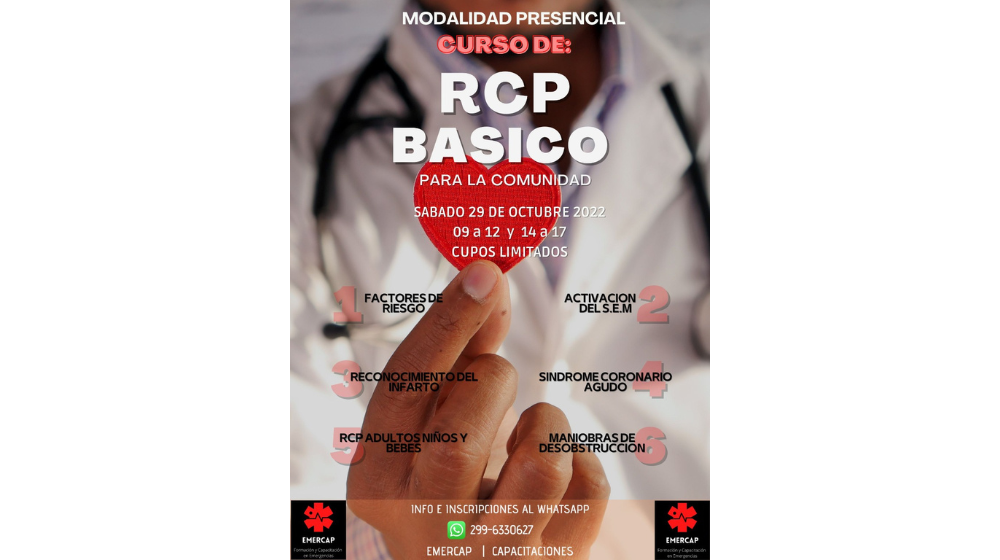 MODALIDAD PRESENCIAL
CURSO DE:
RCP
BASICO
PARA LA COMUNIDAD
SABADO 29 DE OCTUBRE 2022
09 a 12 y 14 a 17
CUPOS LIMITADOS
1 FACTORES DE
RIESGO
ACTIVACION
DEL S.E.M 2
3 RECONOCIMIENTO DEL
INFARTO
SINDROME CORONARIO
AGUDO 4
5 RCP ADULTOS NIÑOS Y
BEBES
MANIOBRAS DE
DESOBSTRUCCION 6
INFO E INSCRIPCIONES AL WHATSAPP
299-6330627
EMERCAP | CAPACITACIONES
EMERCAP
Formación y Capacitación
en Emergencias
EMERCAP
Formación y Capacitación
en Emergencias